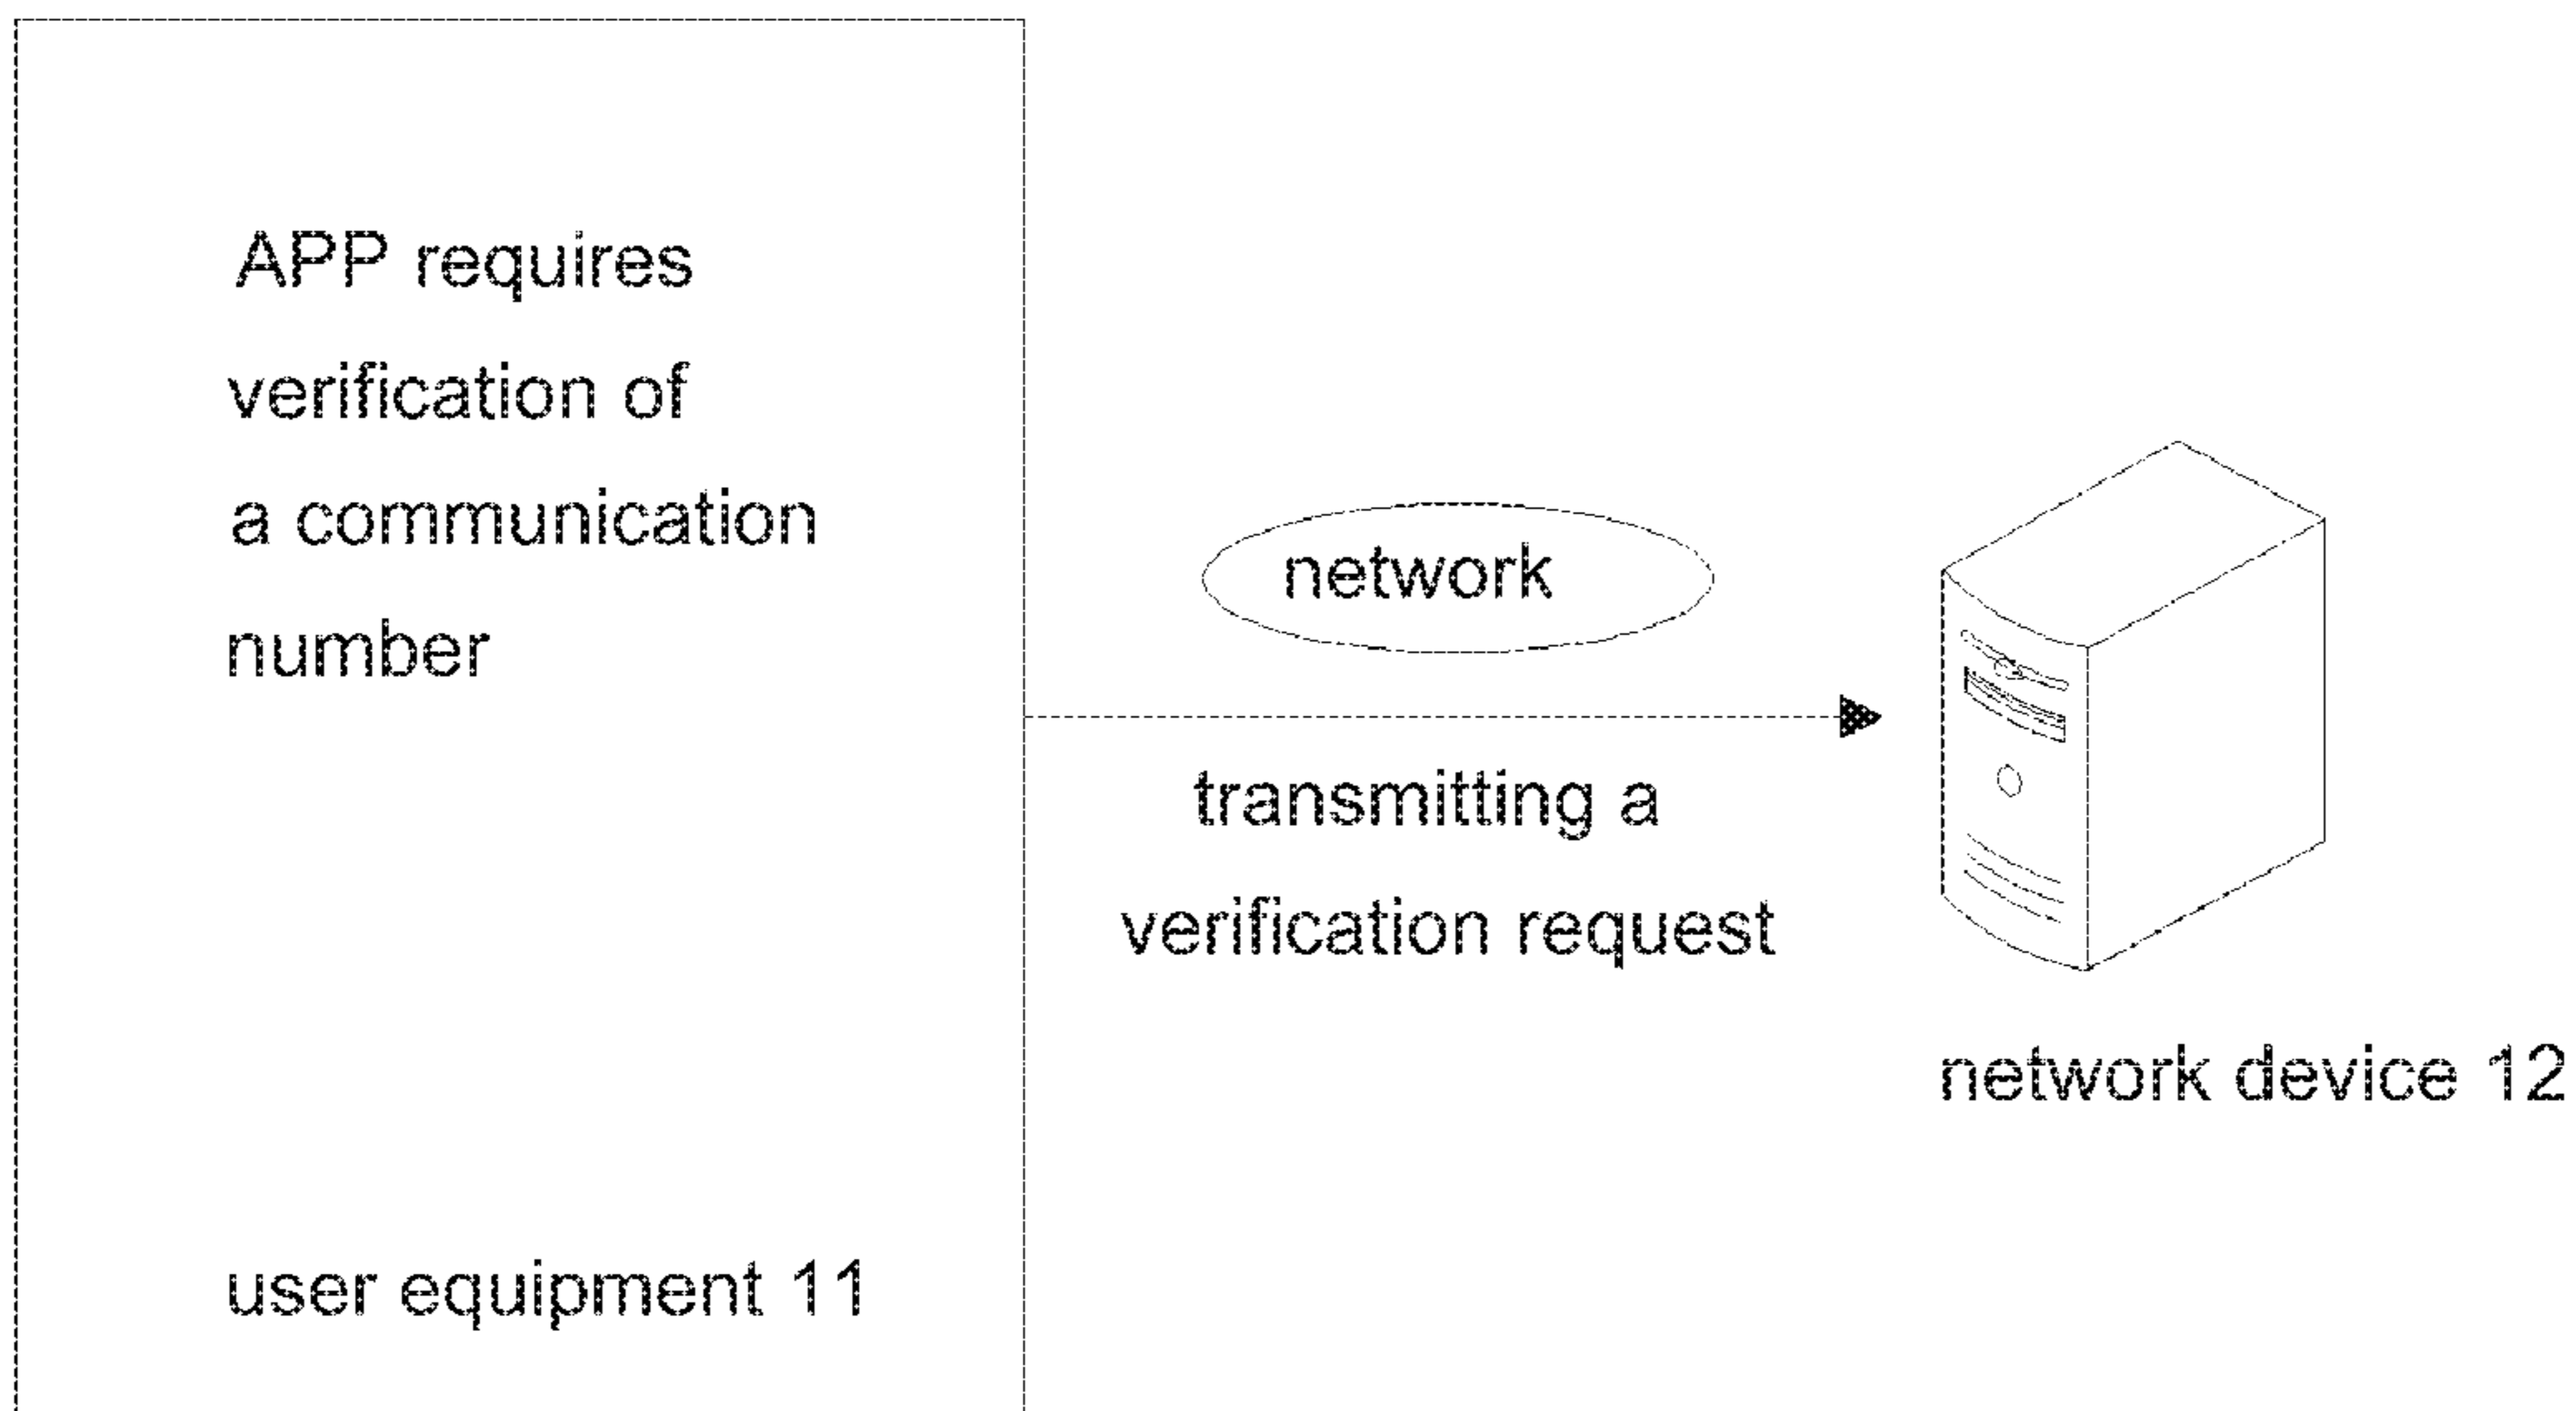 APP requires
verification of
a communication
number
user equipment 11
network
transmitting a
verification request
network device 12